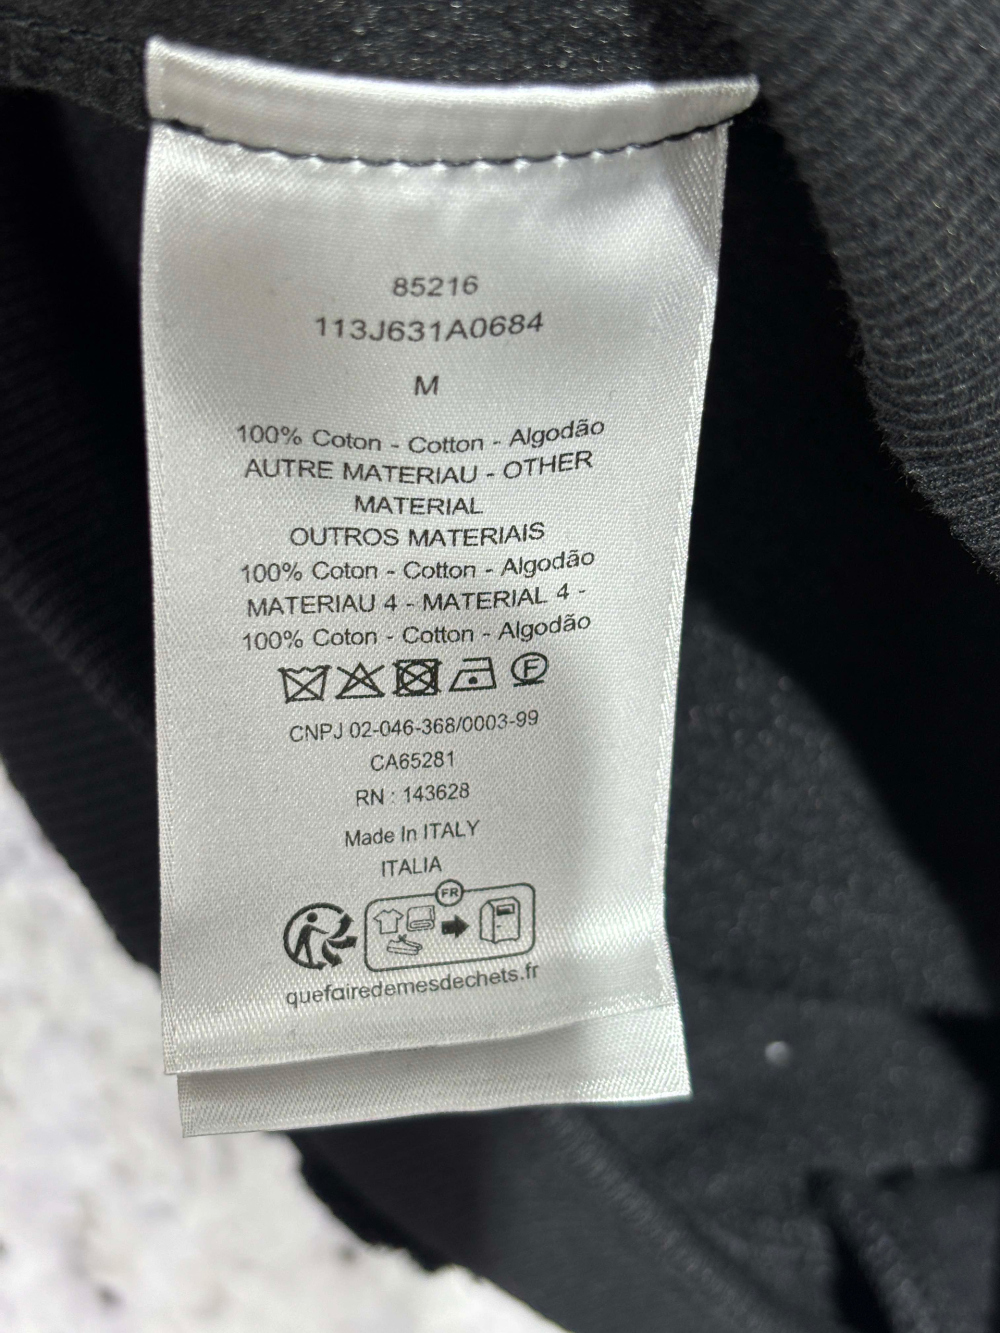 85216
113J631A0684
M
100% Coton - Cotton - Algodão
AUTRE MATERIAU - OTHER
MATERIAL
OUTROS MATERIAIS
100% Coton - Cotton - Algodão
MATERIAU 4 - MATERIAL 4 -
100% Coton - Cotton - Algodão
F
CNPJ 02-046-368/0003-99
CA65281
RN : 143628
Made In ITALY
ITALIA
FR
quefairedemesdechets.fr